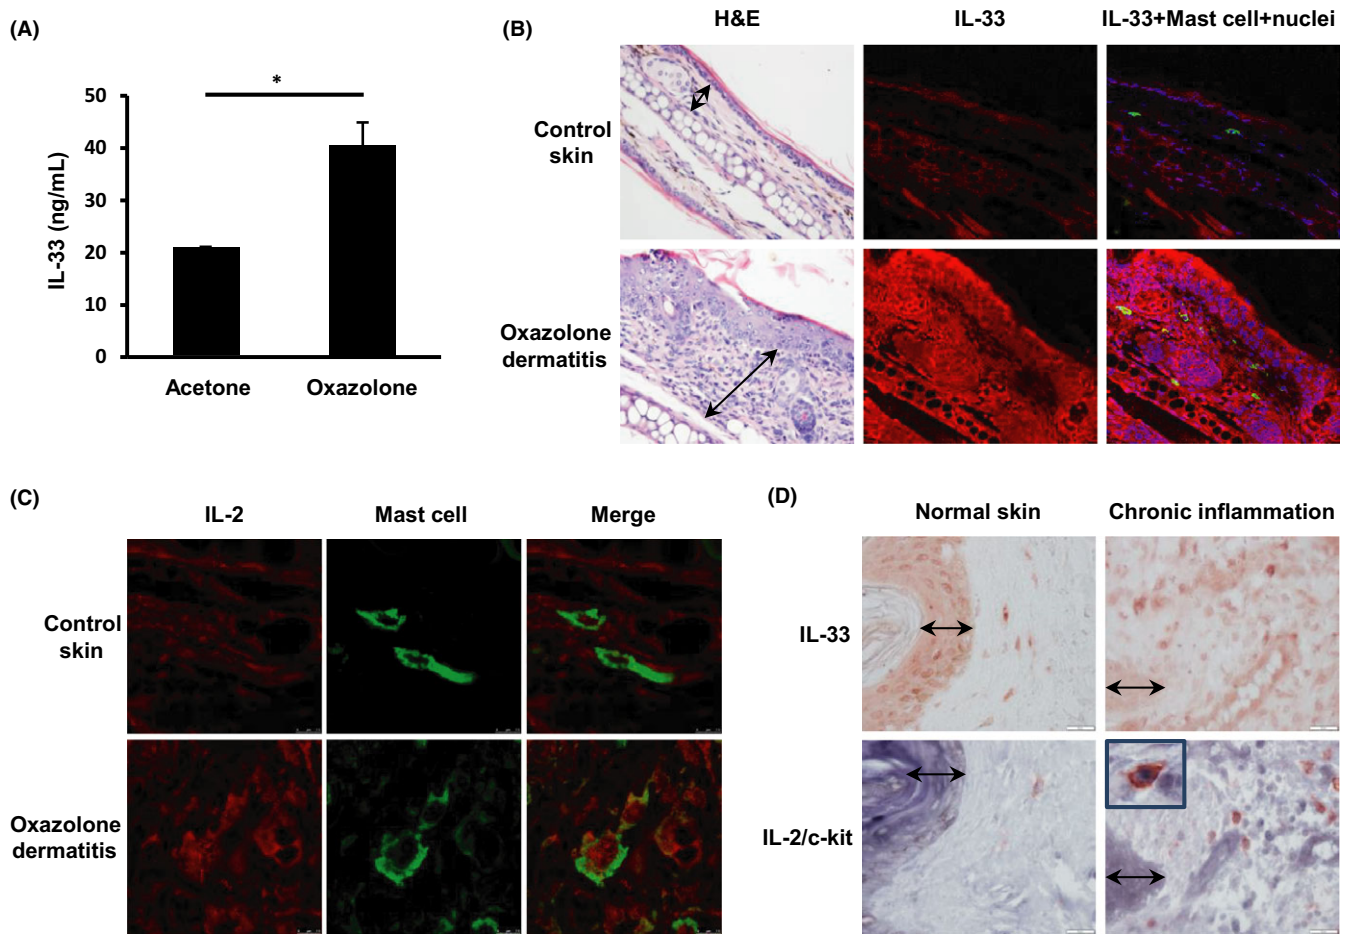 (A)
*
IL-33 (ng/mL)
50
40
30
20
10
0
Acetone Oxazolone
(B)
H&E IL-33 IL-33+Mast cell+nuclei
Control
skin
Oxazolone
dermatitis
(C)
IL-2 Mast cell Merge
Control
skin
Oxazolone
dermatitis
(D)
Normal skin Chronic inflammation
IL-33
IL-2/c-kit